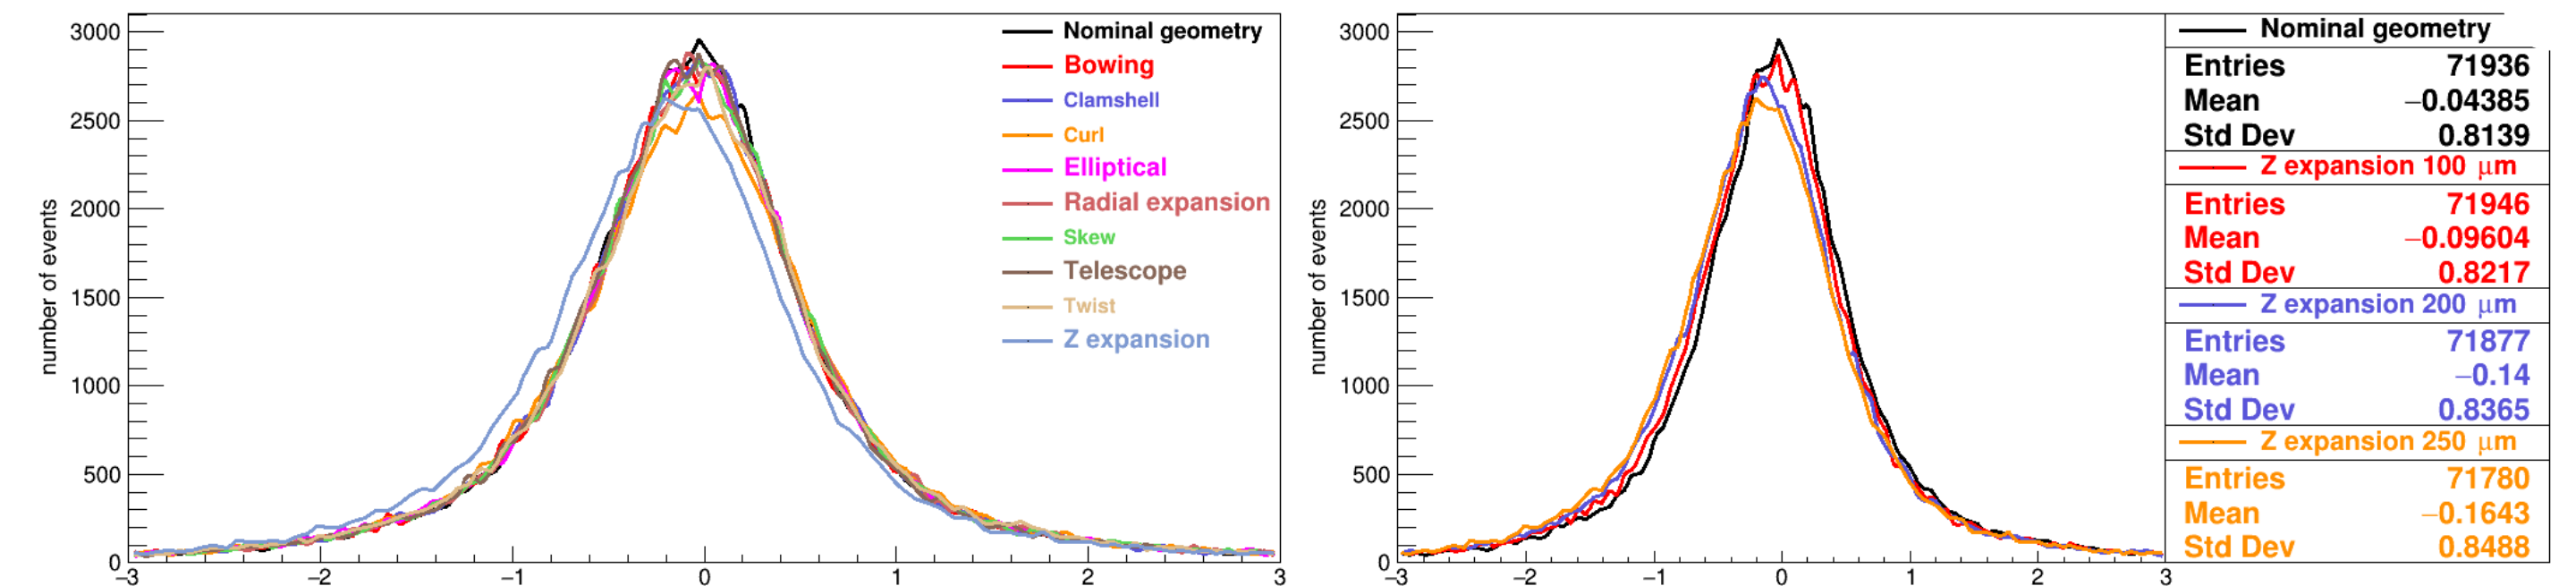 3000
2500
2000
1500
1000
500
0
number of events
−3
−2
−1
0
1
2
3
Nominal geometry
Bowing
Clamshell
Curl
Elliptical
Radial expansion
Skew
Telescope
Twist
Z expansion
3000
2500
2000
1500
1000
500
0
number of events
−3
−2
−1
0
1
2
3
Nominal geometry
Entries 71936
Mean −0.04385
Std Dev 0.8139
Z expansion 100 μm
Entries 71946
Mean −0.09604
Std Dev 0.8217
Z expansion 200 μm
Entries 71877
Mean −0.14
Std Dev 0.8365
Z expansion 250 μm
Entries 71780
Mean −0.1643
Std Dev 0.8488